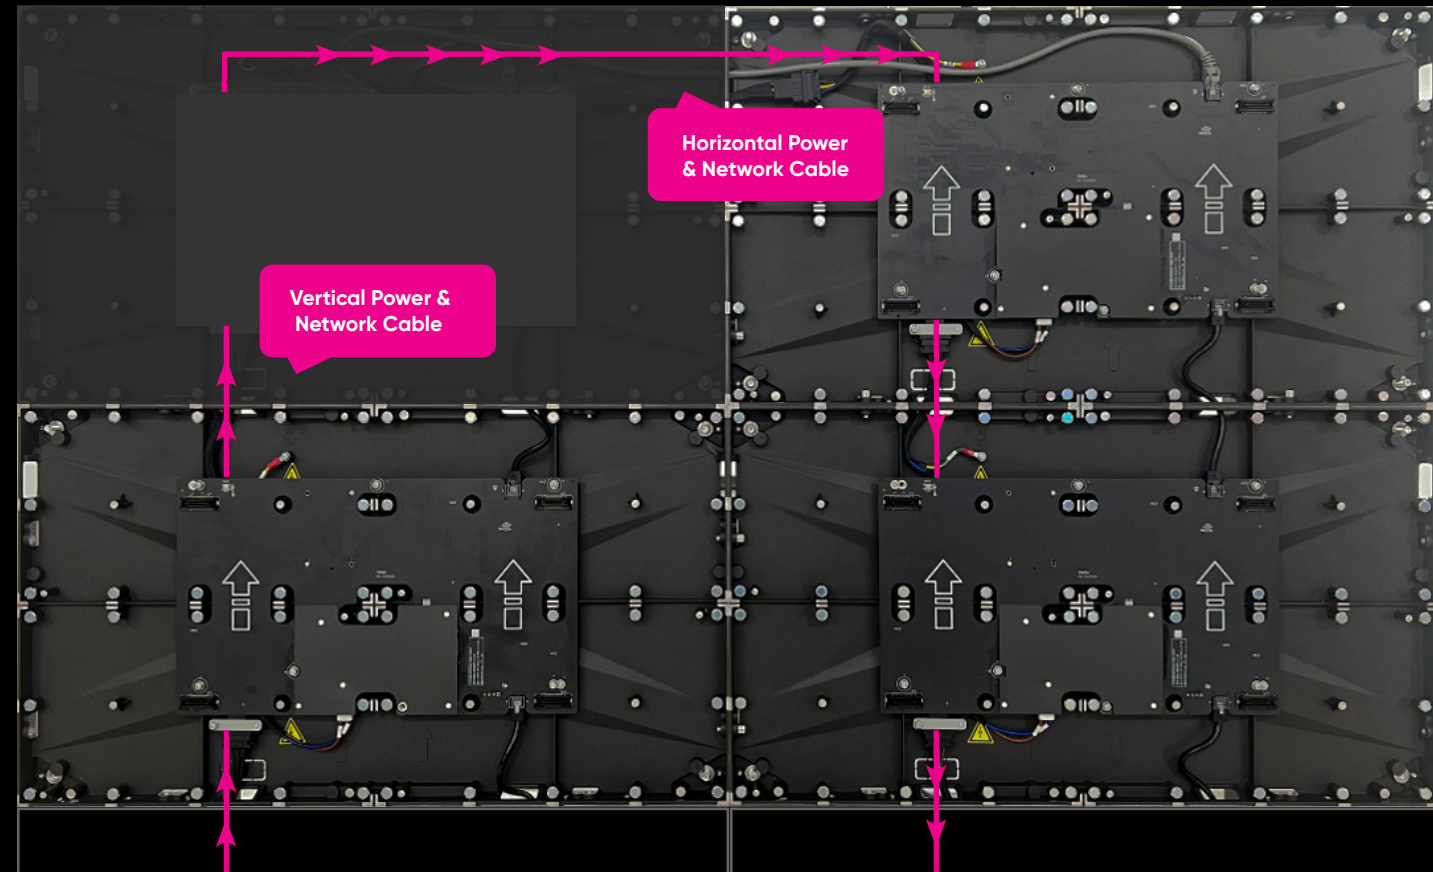 Horizontal Power
& Network Cable
Vertical Power &
Network Cable